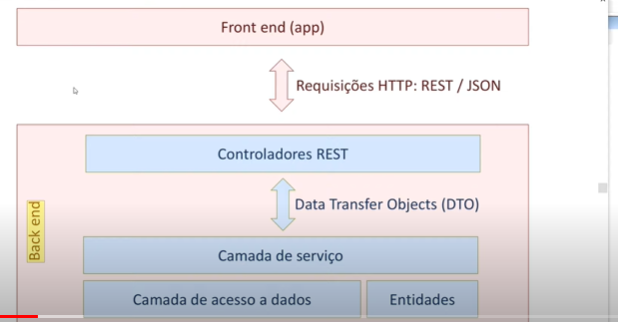 Front end (app)
Requisições HTTP: REST / JSON
Controladores REST
Data Transfer Objects (DTO)
Back end
Camada de serviço
Camada de acesso a dados
Entidades